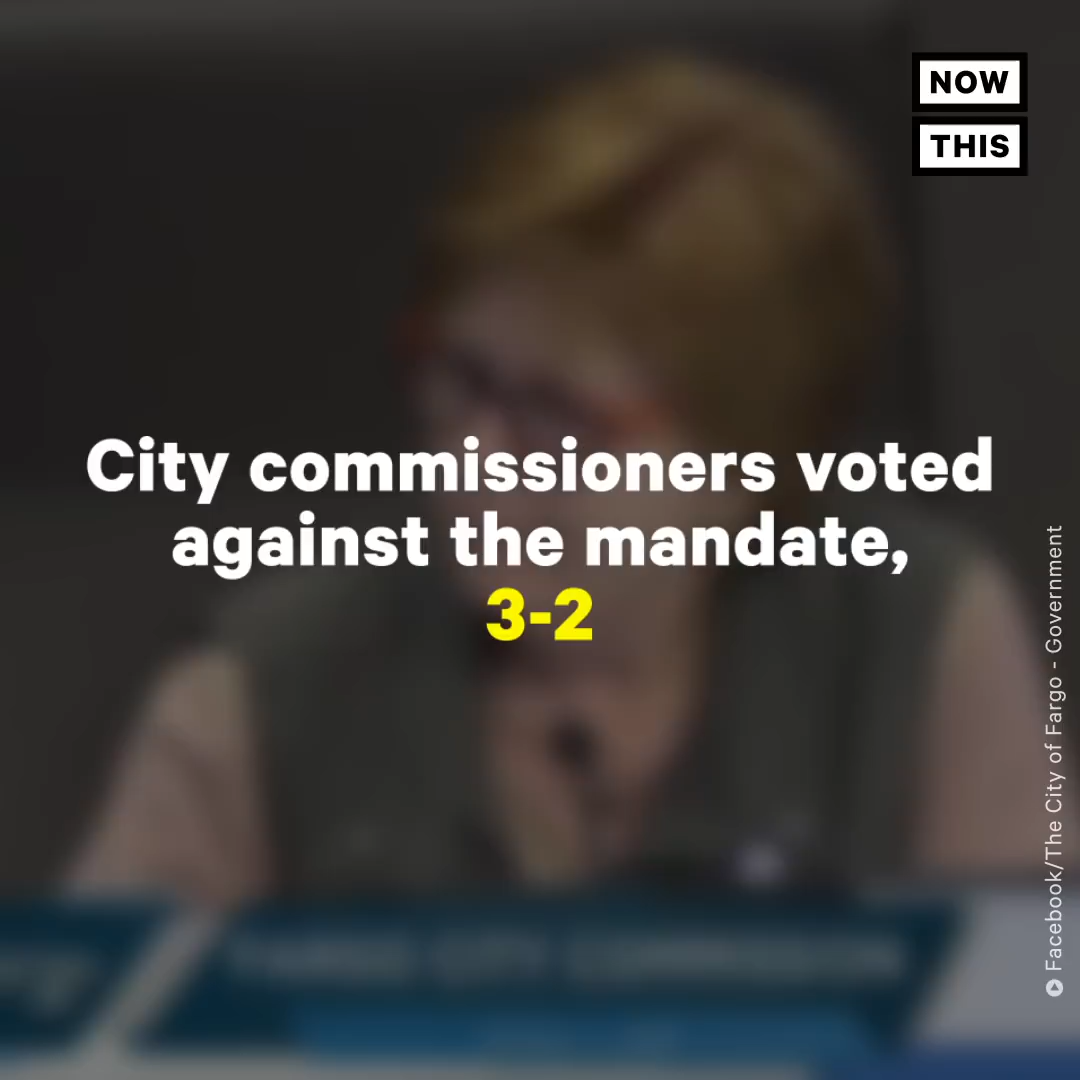 NOW
THIS
City commissioners voted
against the mandate,
3-2
Facebook/The City of Fargo - Government